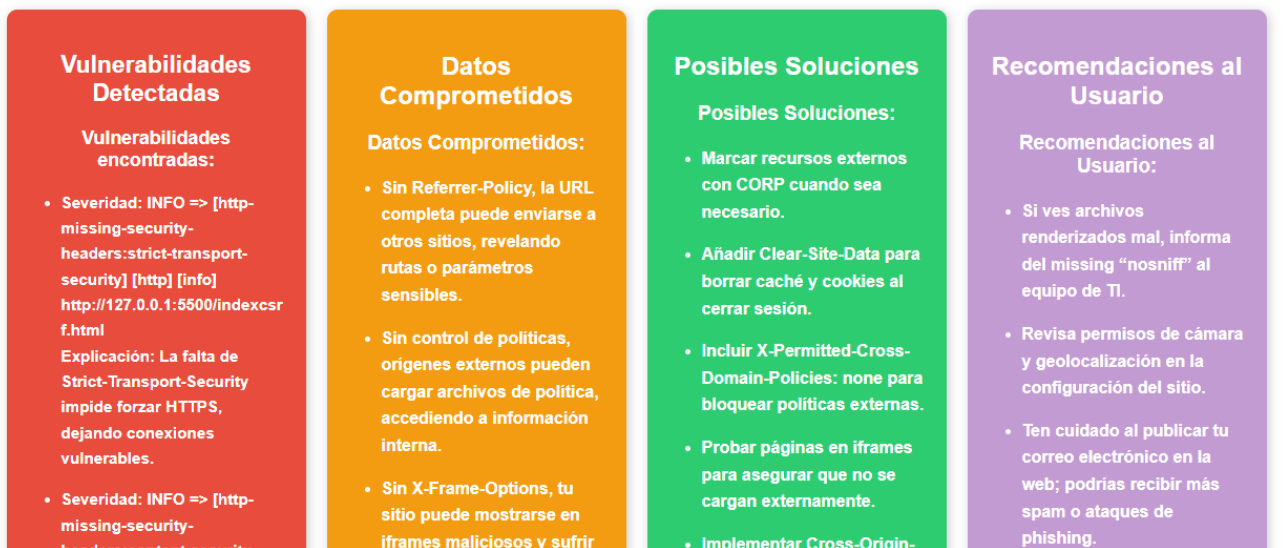 Vulnerabilidades
Detectadas
Vulnerabilidades
encontradas:
• Severidad: INFO => [http-
missing-security-
headers:strict-transport-
security] [http] [info]
http://127.0.0.1:5500/indexcsr
f.html
Explicación: La falta de
Strict-Transport-Security
impide forzar HTTPS,
dejando conexiones
vulnerables.
• Severidad: INFO => [http-
missing-security-
Datos
Comprometidos
Datos Comprometidos:
• Sin Referrer-Policy, la URL
completa puede enviarse a
otros sitios, revelando
rutas o parámetros
sensibles.
• Sin control de políticas,
orígenes externos pueden
cargar archivos de política,
accediendo a información
interna.
• Sin X-Frame-Options, tu
sitio puede mostrarse en
iframes maliciosos y sufrir
Posibles Soluciones
Posibles Soluciones:
• Marcar recursos externos
con CORP cuando sea
necesario.
• Añadir Clear-Site-Data para
borrar caché y cookies al
cerrar sesión.
• Incluir X-Permitted-Cross-
Domain-Policies: none para
bloquear políticas externas.
• Probar páginas en iframes
para asegurar que no se
cargan externamente.
• Implementar Cross-Origin-
Recomendaciones al
Usuario
Recomendaciones al
Usuario:
• Si ves archivos
renderizados mal, informa
del missing “nosniff” al
equipo de TI.
• Revisa permisos de cámara
y geolocalización en la
configuración del sitio.
• Ten cuidado al publicar tu
correo electrónico en la
web; podrías recibir más
spam o ataques de
phishing.